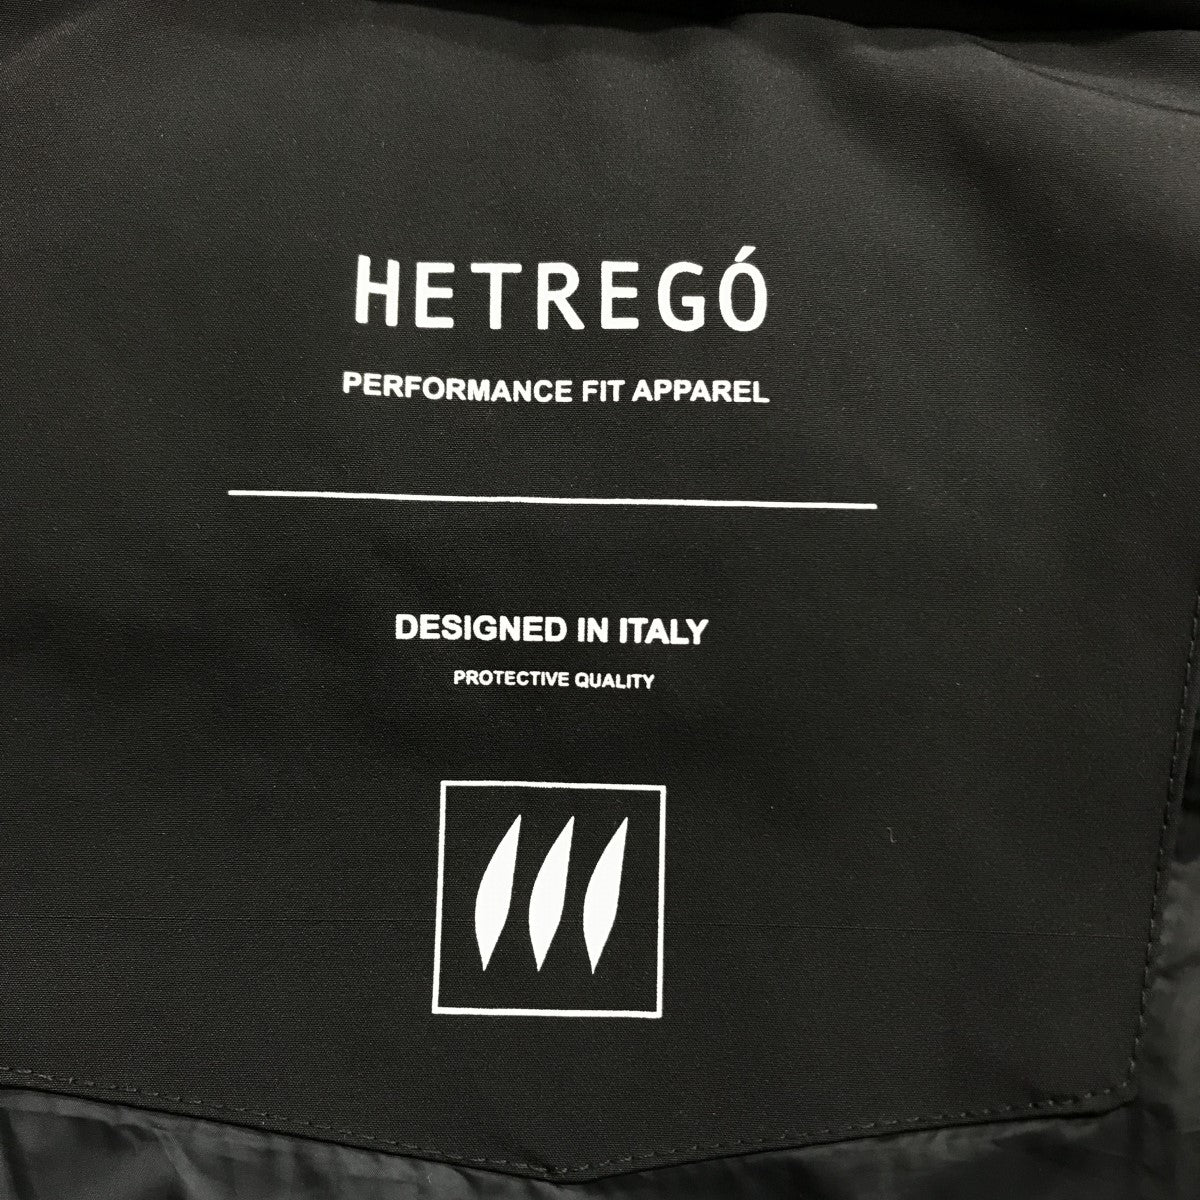 HETREGÓ
PERFORMANCE FIT APPAREL
DESIGNED IN ITALY
PROTECTIVE QUALITY